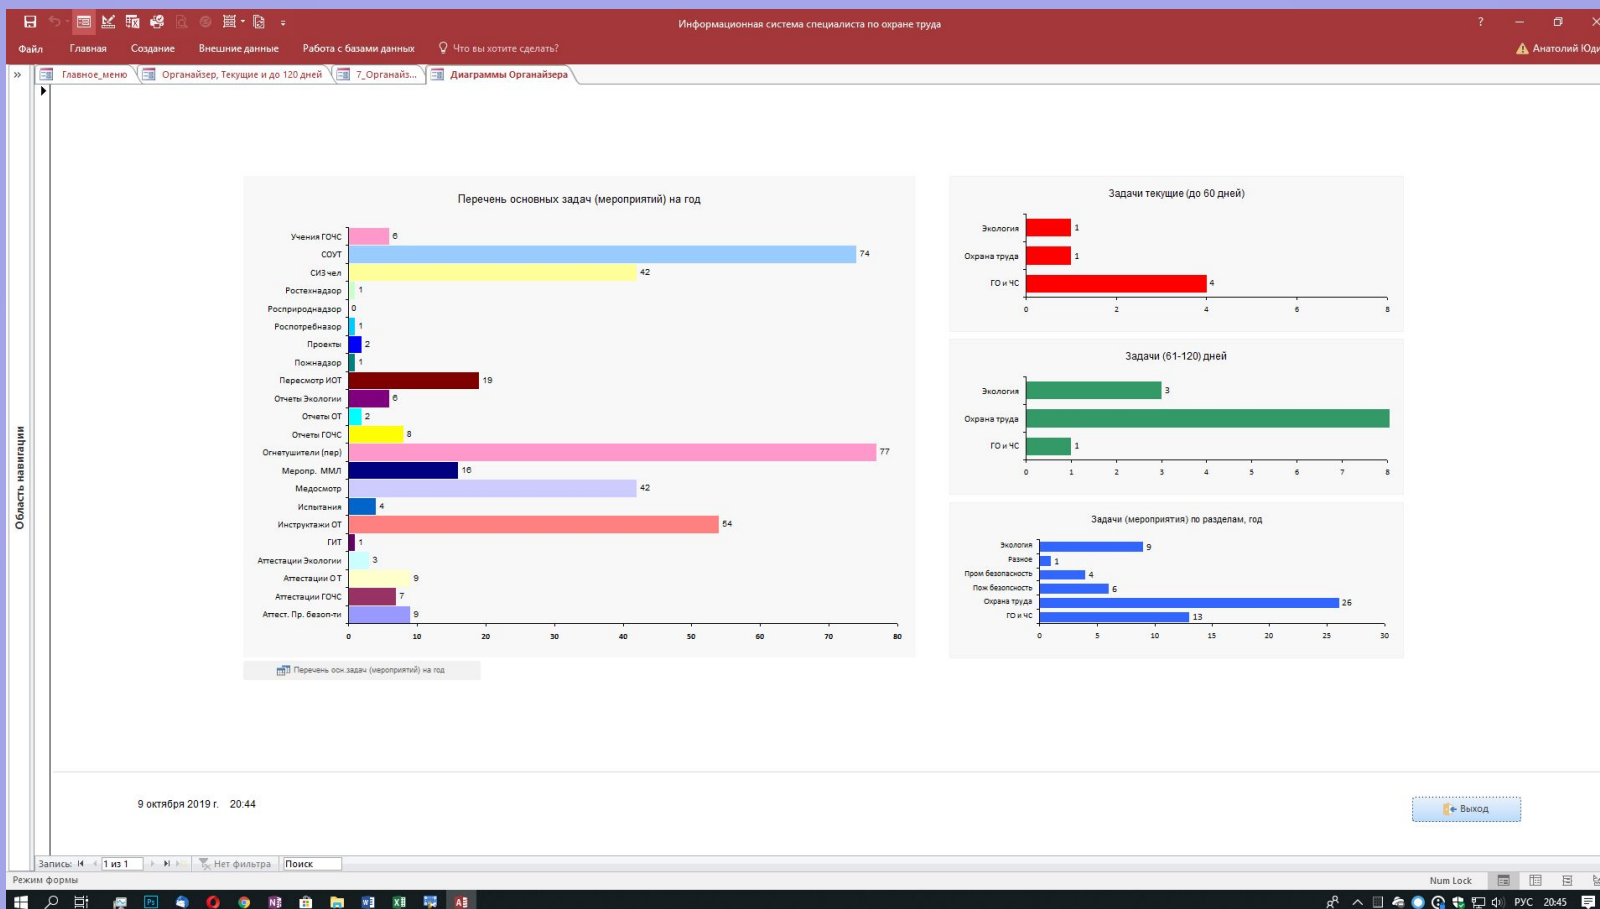 Информационная система специалиста по охране труда
?
Файл Главная Создание Внешние данные Работа с базами данных Что вы хотите сделать?
Анатолий Юди
» Главное_меню Органайзер, Текущие и до 120 дней 7_Органайз... Диаграммы Органайзера
Область навигации
Перечень основных задач (мероприятий) на год
Учения ГОЧС 6
СОУТ 74
СИЗ чел 42
Ростехнадзор 1
Росприроднадзор 0
Роспотребназор 1
Проекты 2
Пожнадзор 1
Пересмотр ИОТ 19
Отчеты Экологии 6
Отчеты ОТ 2
Отчеты ГОЧС 8
Огнетушители (пер) 77
Меропр. ММЛ 16
Медосмотр 42
Испытания 4
Инструктажи ОТ 54
ГИТ 1
Аттестации Экологии 3
Аттестации ОТ 9
Аттестации ГОЧС 7
Аттест. Пр. безоп-ти 9
0 10 20 30 40 50 60 70 80
Перечень осн.задач (мероприятий) на год
Задачи текущие (до 60 дней)
Экология 1
Охрана труда 1
ГО и ЧС 4
0 2 4 6 8
Задачи (61-120) дней
Экология 3
Охрана труда
ГО и ЧС 1
0 1 2 3 4 5 6 7 8
Задачи (мероприятия) по разделам, год
Экология 9
Разное 1
Пром безопасность 4
Пож безопсность 6
Охрана труда 26
ГО и ЧС 13
0 5 10 15 20 25 30
9 октября 2019 г. 20:44
Выход
Запись: 1 из 1 Нет фильтра Поиск
Режим формы
Num Lock
РУС 20:45